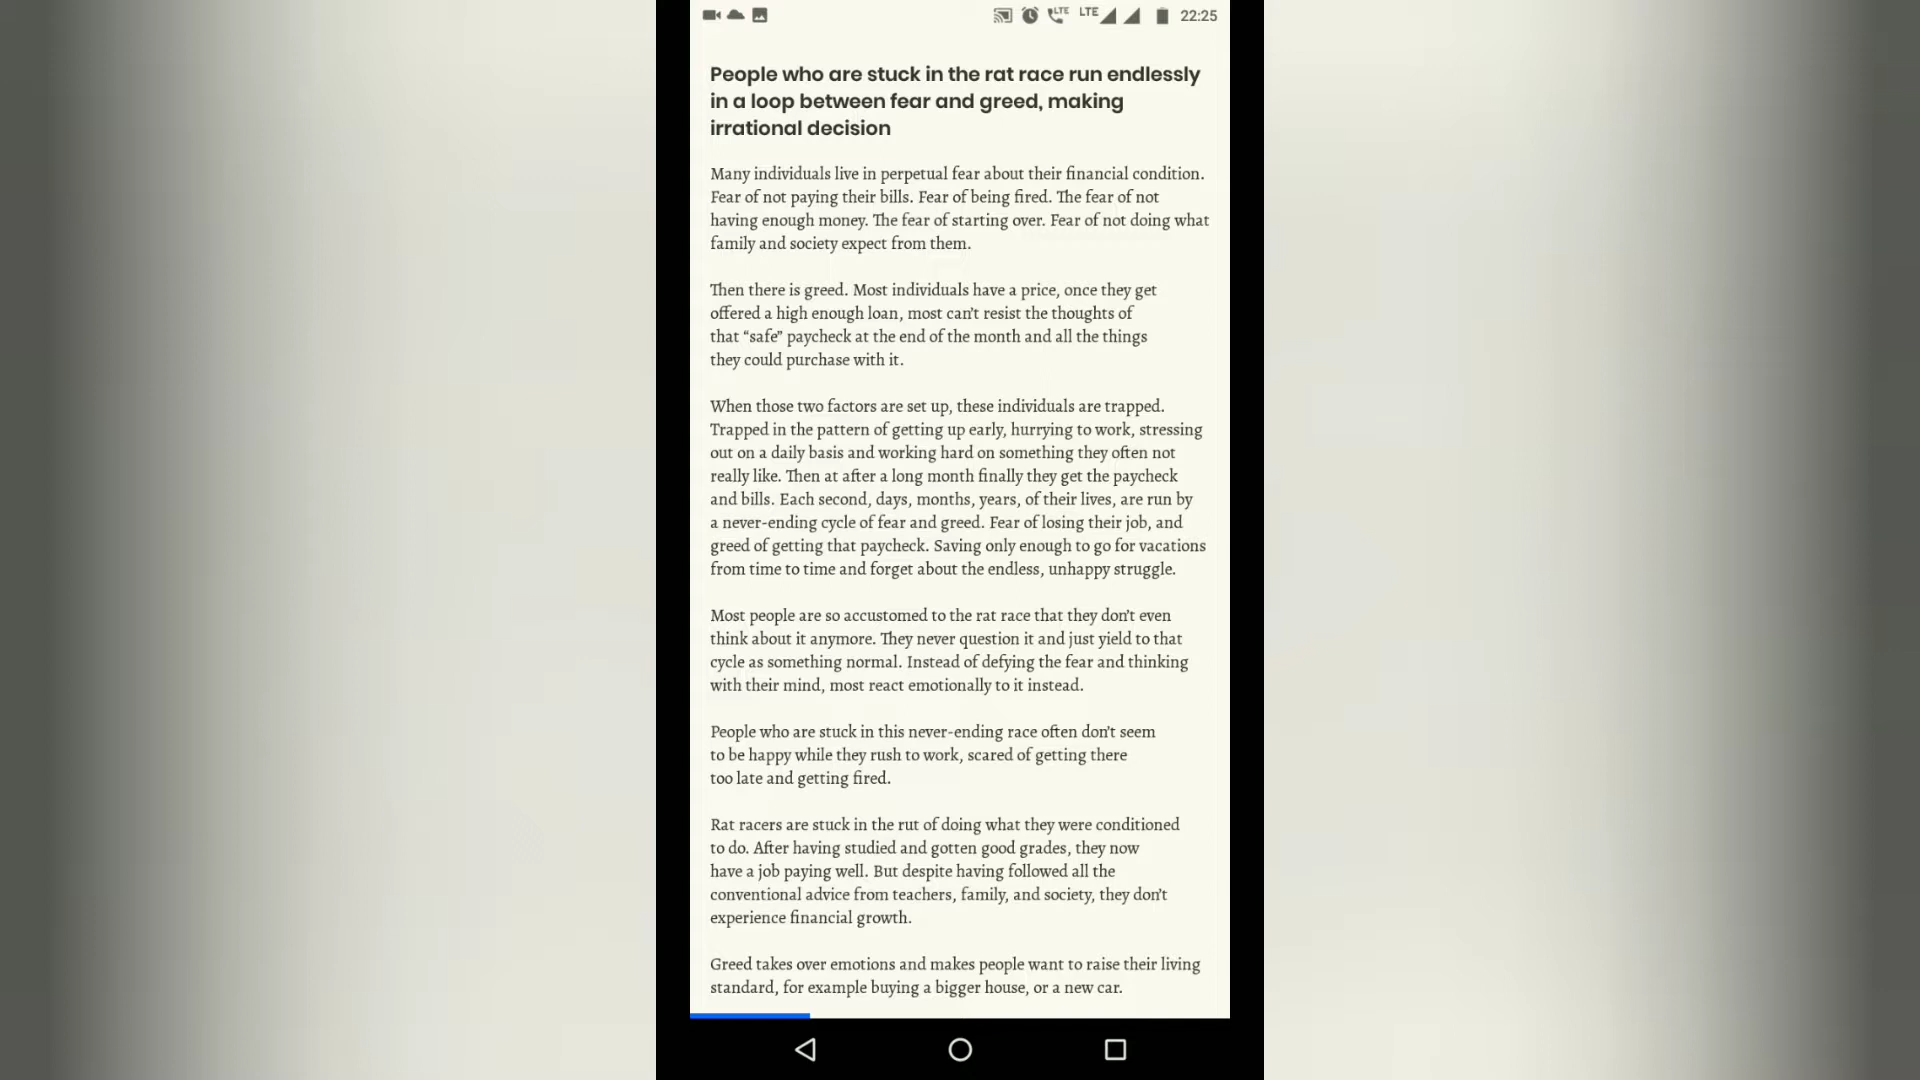 LTE LTE 22:25
People who are stuck in the rat race run endlessly
in a loop between fear and greed, making
irrational decision
Many individuals live in perpetual fear about their financial condition.
Fear of not paying their bills. Fear of being fired. The fear of not
having enough money. The fear of starting over. Fear of not doing what
family and society expect from them.
Then there is greed. Most individuals have a price, once they get
offered a high enough loan, most can’t resist the thoughts of
that “safe” paycheck at the end of the month and all the things
they could purchase with it.
When those two factors are set up, these individuals are trapped.
Trapped in the pattern of getting up early, hurrying to work, stressing
out on a daily basis and working hard on something they often not
really like. Then at after a long month finally they get the paycheck
and bills. Each second, days, months, years, of their lives, are run by
a never-ending cycle of fear and greed. Fear of losing their job, and
greed of getting that paycheck. Saving only enough to go for vacations
from time to time and forget about the endless, unhappy struggle.
Most people are so accustomed to the rat race that they don’t even
think about it anymore. They never question it and just yield to that
cycle as something normal. Instead of defying the fear and thinking
with their mind, most react emotionally to it instead.
People who are stuck in this never-ending race often don’t seem
to be happy while they rush to work, scared of getting there
too late and getting fired.
Rat racers are stuck in the rut of doing what they were conditioned
to do. After having studied and gotten good grades, they now
have a job paying well. But despite having followed all the
conventional advice from teachers, family, and society, they don’t
experience financial growth.
Greed takes over emotions and makes people want to raise their living
standard, for example buying a bigger house, or a new car.